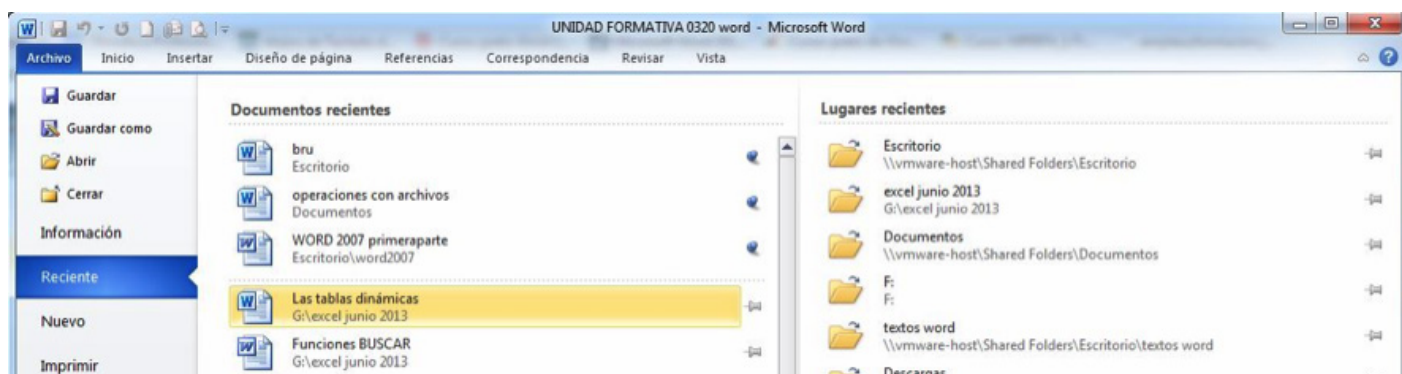 UNIDAD FORMATIVA 0320 word - Microsoft Word
Archivo Inicio Insertar Diseño de página Referencias Correspondencia Revisar Vista
Guardar
Guardar como
Abrir
Cerrar
Información
Reciente
Nuevo
Imprimir
Documentos recientes
bru
Escritorio
operaciones con archivos
Documentos
WORD 2007 primeraparte
Escritorio\word2007
Las tablas dinámicas
G:\excel junio 2013
Funciones BUSCAR
G:\excel junio 2013
Lugares recientes
Escritorio
\\vmware-host\Shared Folders\Escritorio
excel junio 2013
G:\excel junio 2013
Documentos
\\vmware-host\Shared Folders\Documentos
F:
F:
textos word
\\vmware-host\Shared Folders\Escritorio\textos word
Descargas